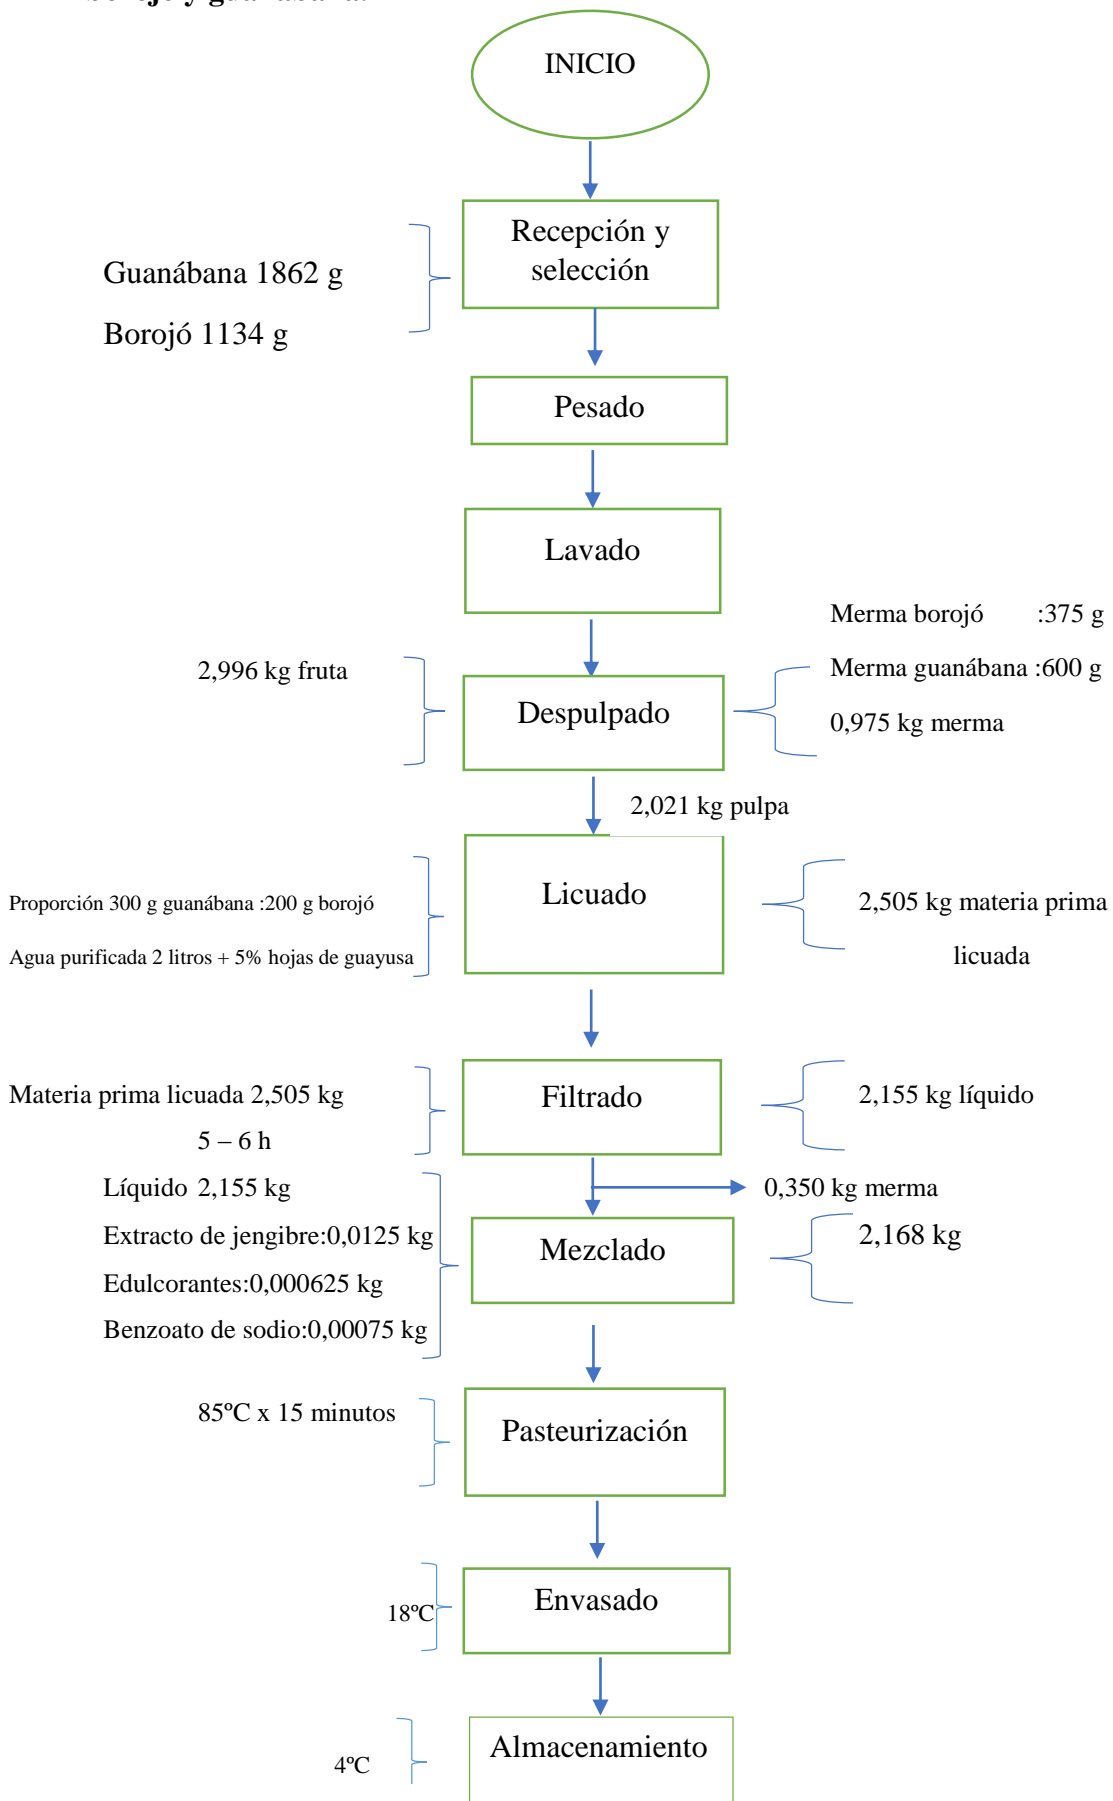 borojó y guanábana.
INICIO
Recepción y
selección
Guanábana 1862 g
Borojó 1134 g
Pesado
Lavado
Merma borojó :375 g
2,996 kg fruta
Merma guanábana :600 g
Despulpado
0,975 kg merma
2,021 kg pulpa
Licuado
Proporción 300 g guanábana :200 g borojó
Agua purificada 2 litros + 5% hojas de guayusa
2,505 kg materia prima
licuada
Materia prima licuada 2,505 kg
5 – 6 h
Filtrado
2,155 kg líquido
0,350 kg merma
Líquido 2,155 kg
Extracto de jengibre:0,0125 kg
Edulcorantes:0,000625 kg
Benzoato de sodio:0,00075 kg
Mezclado
2,168 kg
85ºC x 15 minutos
Pasteurización
18ºC
Envasado
4ºC
Almacenamiento